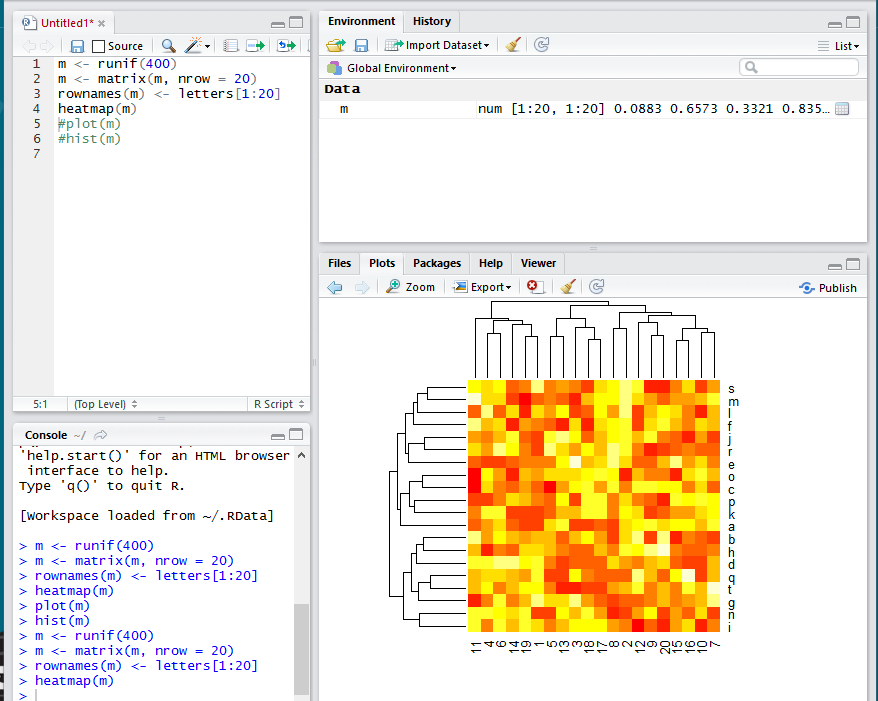 Untitled1*
Source
1 m <- runif(400)
2 m <- matrix(m, nrow = 20)
3 rownames(m) <- letters[1:20]
4 heatmap(m)
5 #plot(m)
6 #hist(m)
7
5:1 (Top Level) R Script
Console ~/
'help.start()' for an HTML browser
interface to help.
Type 'q()' to quit R.
[Workspace loaded from ~/.RData]
> m <- runif(400)
> m <- matrix(m, nrow = 20)
> rownames(m) <- letters[1:20]
> heatmap(m)
> plot(m)
> hist(m)
> m <- runif(400)
> m <- matrix(m, nrow = 20)
> rownames(m) <- letters[1:20]
> heatmap(m)
>
Environment History
Import Dataset List
Global Environment
Data
m num [1:20, 1:20] 0.0883 0.6573 0.3321 0.835...
Files Plots Packages Help Viewer
Zoom Export Publish
s
m
l
f
j
r
e
o
c
p
k
a
b
h
d
q
t
g
n
i
11 4 6 14 19 1 5 13 3 18 17 8 2 12 9 20 15 16 10 7